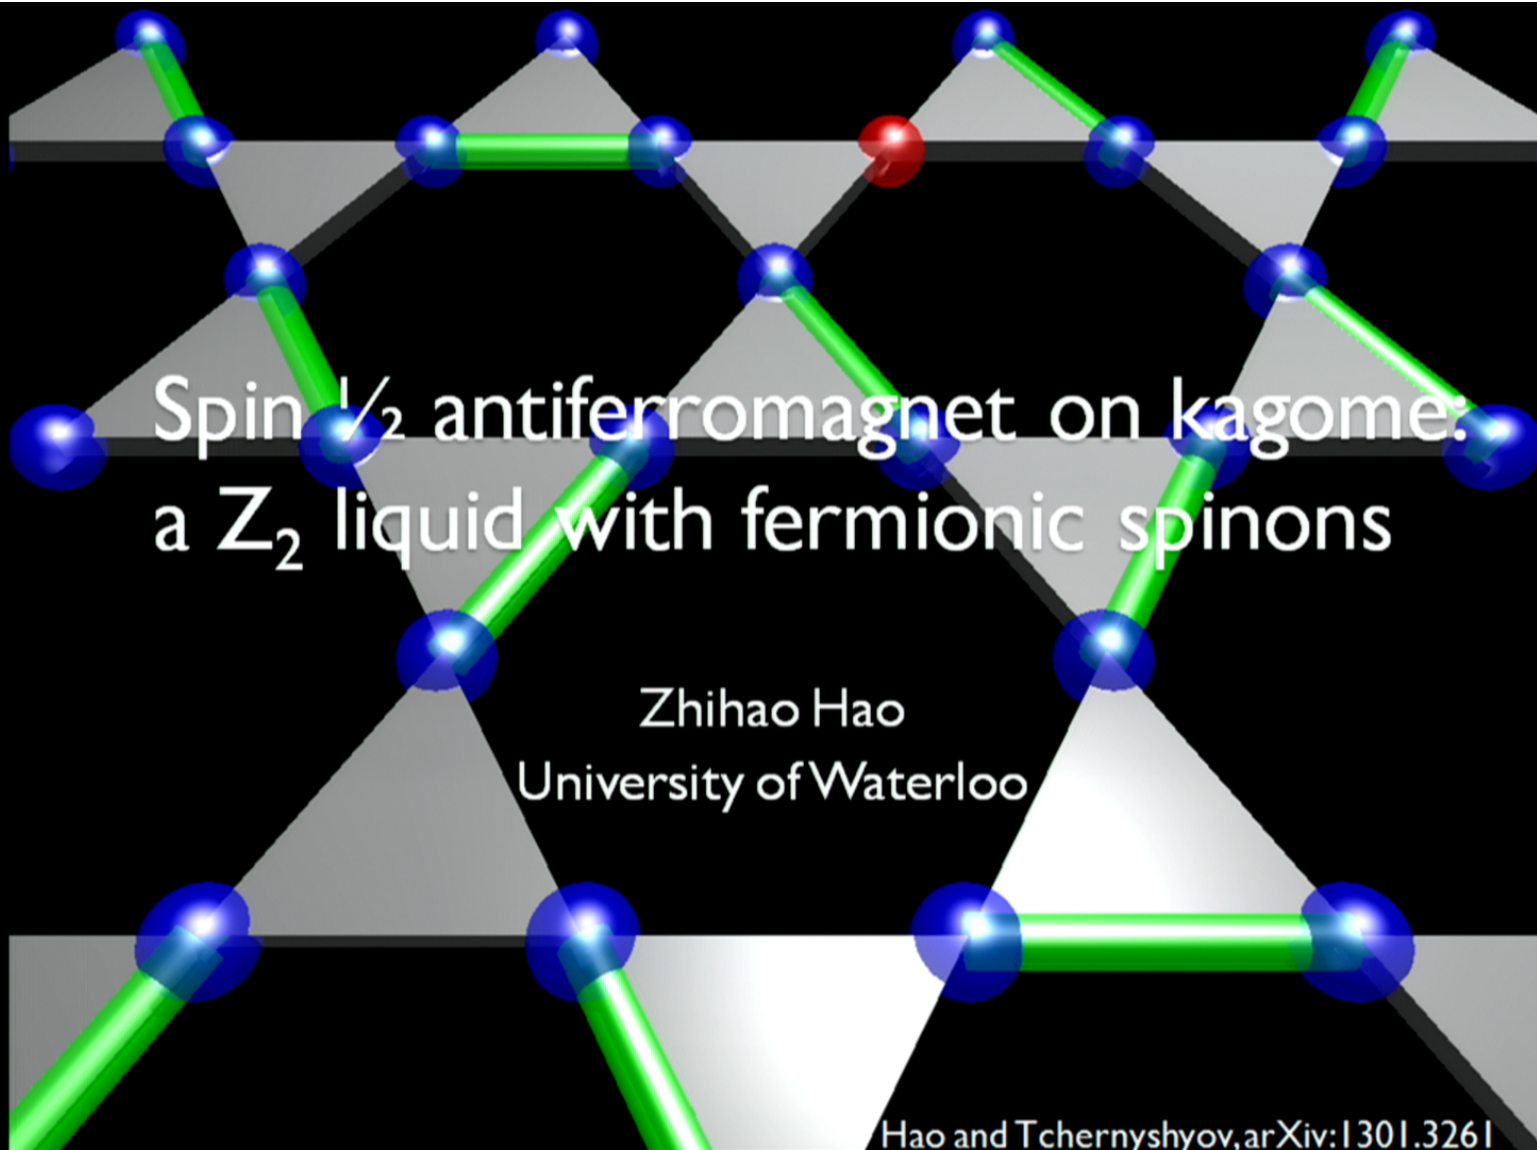 Spin ½ antiferromagnet on kagome:
a Z₂ liquid with fermionic spinons
Zhihao Hao
University of Waterloo
Hao and Tchernyshyov, arXiv:1301.3261